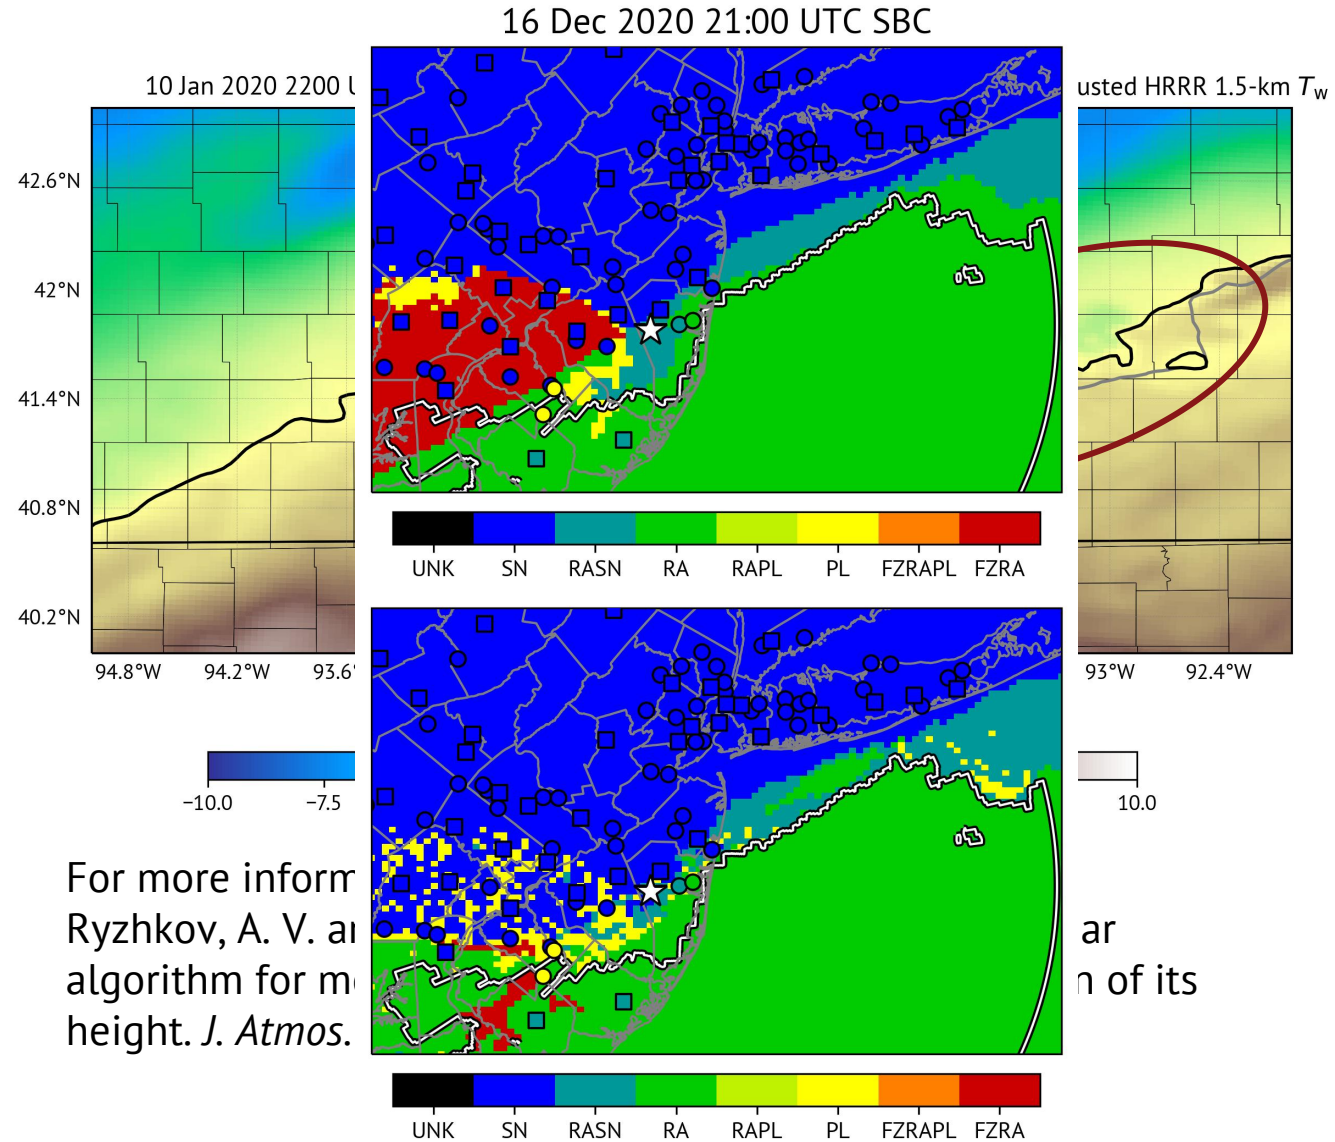 16 Dec 2020 21:00 UTC SBC
10 Jan 2020 2200 U
usted HRRR 1.5-km Tw
42.6°N
42°N
41.4°N
40.8°N
40.2°N
94.8°W 94.2°W 93.6°
93°W 92.4°W
UNK SN RASN RA RAPL PL FZRAPL FZRA
−10.0 −7.5
10.0
For more inform
Ryzhkov, A. V. an
ar
algorithm for me
n of its
height. J. Atmos.
UNK SN RASN RA RAPL PL FZRAPL FZRA